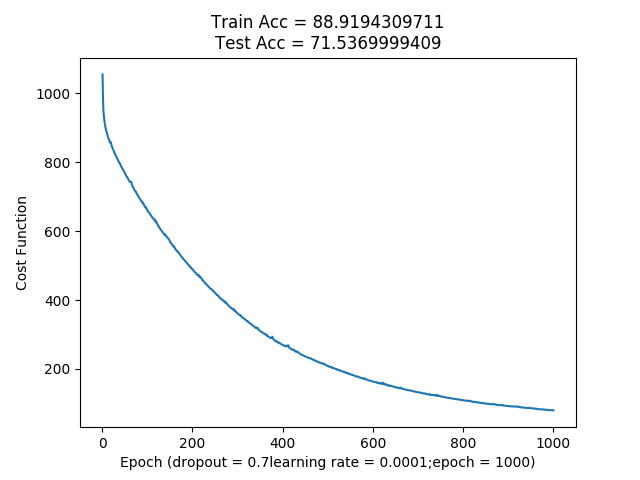 Train Acc = 88.9194309711
Test Acc = 71.5369999409
1000
800
600
400
200
Cost Function
0 200 400 600 800 1000
Epoch (dropout = 0.7learning rate = 0.0001;epoch = 1000)